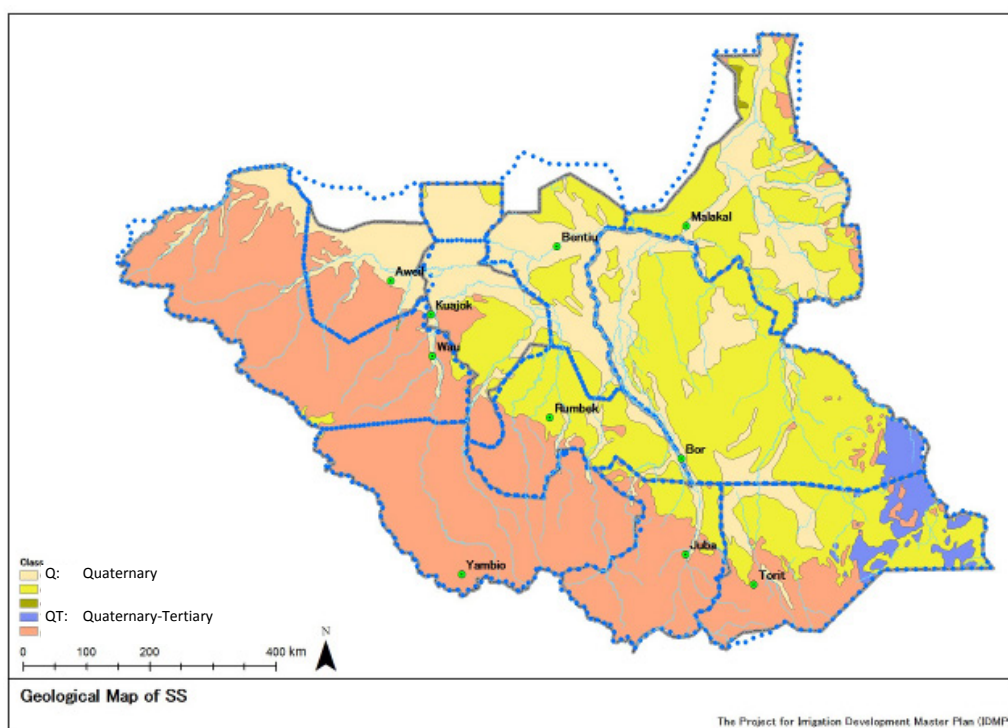 Malakal
Bentiu
Aweil
Kuajok
Wau
Rumbek
Bor
Juba
Torit
Yambio
Class
Q: Quaternary
QT: Quaternary-Tertiary
N
0 100 200 400 km
Geological Map of SS
The Project for Irrigation Development Master Plan (IDMP